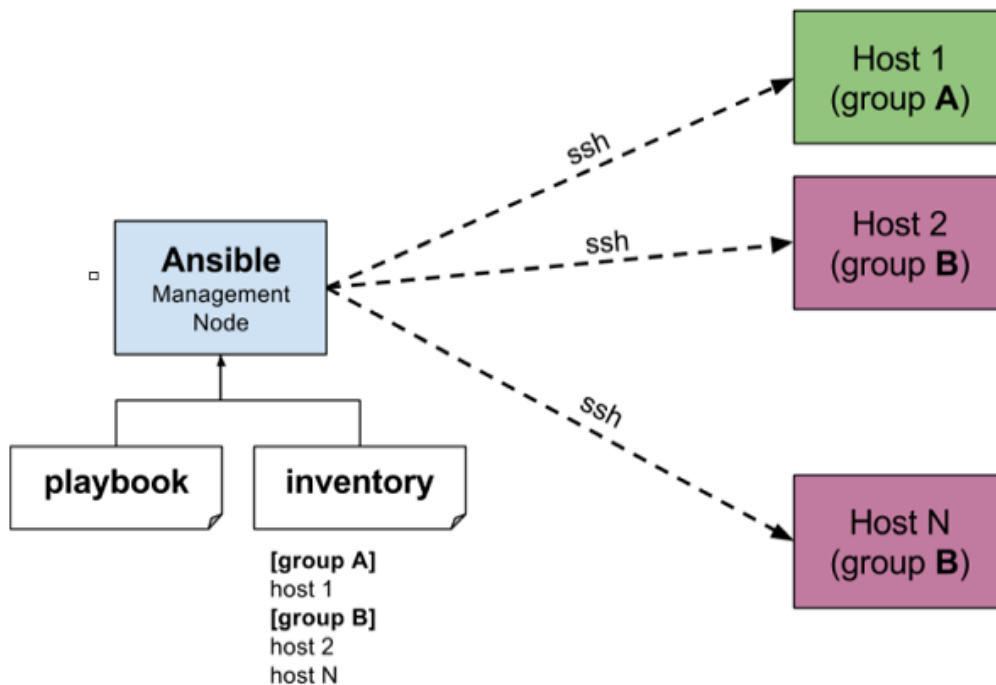 Host 1
(group A)
ssh
Host 2
(group B)
ssh
Ansible
Management
Node
ssh
playbook
inventory
Host N
(group B)
[group A]
host 1
[group B]
host 2
host N